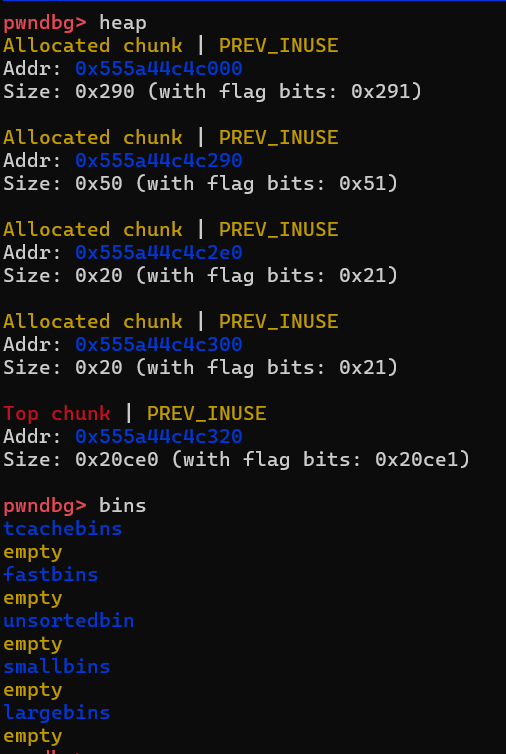 pwndbg> heap
Allocated chunk | PREV_INUSE
Addr: 0x555a44c4c000
Size: 0x290 (with flag bits: 0x291)
Allocated chunk | PREV_INUSE
Addr: 0x555a44c4c290
Size: 0x50 (with flag bits: 0x51)
Allocated chunk | PREV_INUSE
Addr: 0x555a44c4c2e0
Size: 0x20 (with flag bits: 0x21)
Allocated chunk | PREV_INUSE
Addr: 0x555a44c4c300
Size: 0x20 (with flag bits: 0x21)
Top chunk | PREV_INUSE
Addr: 0x555a44c4c320
Size: 0x20ce0 (with flag bits: 0x20ce1)
pwndbg> bins
tcachebins
empty
fastbins
empty
unsortedbin
empty
smallbins
empty
largebins
empty